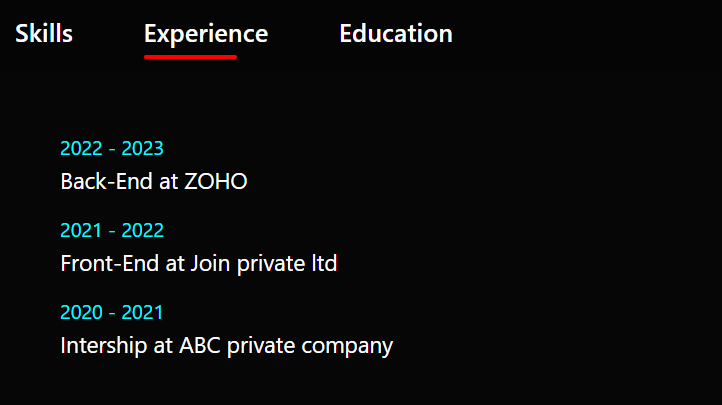 Skills Experience Education
2022 - 2023
Back-End at ZOHO
2021 - 2022
Front-End at Join private ltd
2020 - 2021
Intership at ABC private company